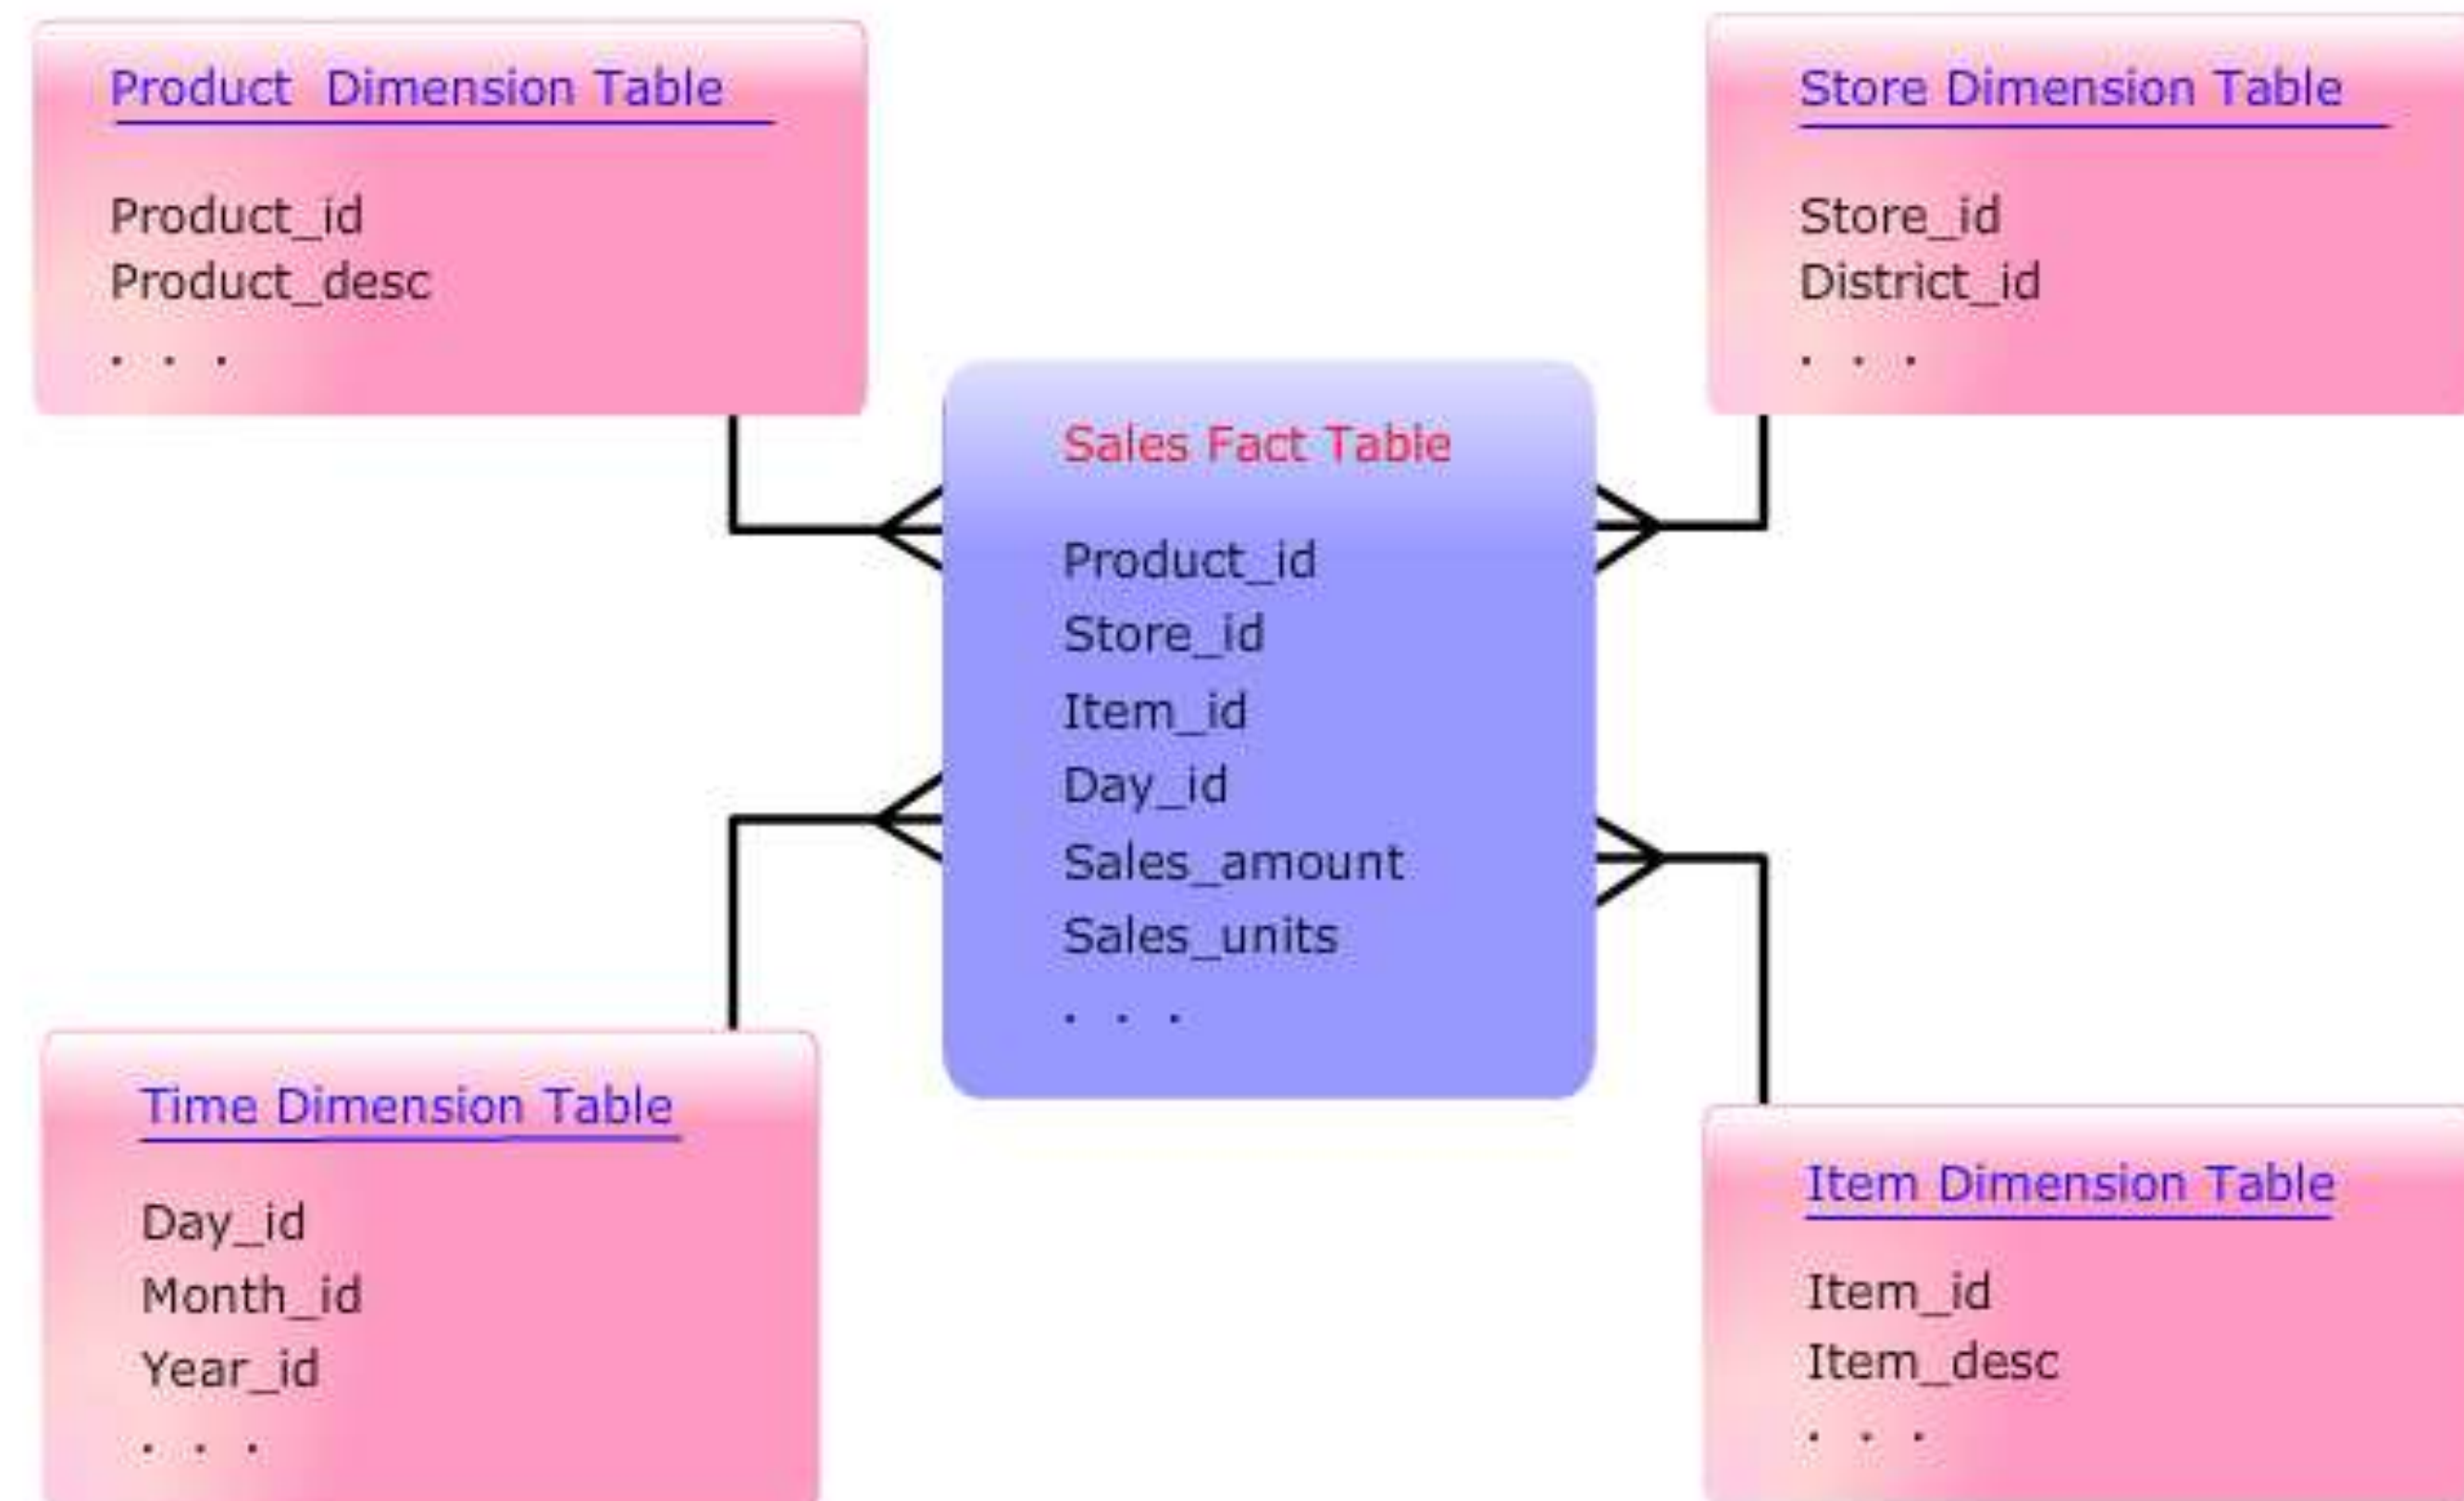 Product Dimension Table
Product_id
Product_desc
. . .
Store Dimension Table
Store_id
District_id
. . .
Sales Fact Table
Product_id
Store_id
Item_id
Day_id
Sales_amount
Sales_units
. . .
Time Dimension Table
Day_id
Month_id
Year_id
. . .
Item Dimension Table
Item_id
Item_desc
. . .